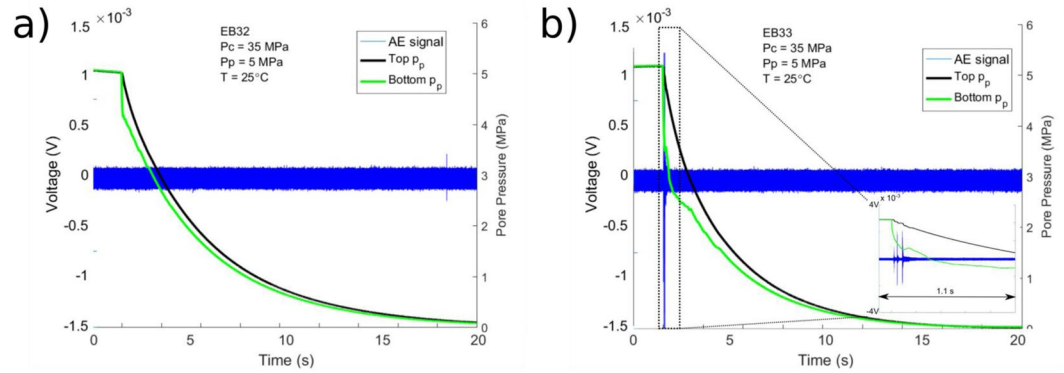 a)
1.5 ×10⁻³
EB32
Pc = 35 MPa
Pp = 5 MPa
T = 25°C
AE signal
Top pₚ
Bottom pₚ
1
0.5
0
-0.5
-1
-1.5
Voltage (V)
6
5
4
3
2
1
0
Pore Pressure (MPa)
0 5 10 15 20
Time (s)
b)
1.5 ×10⁻³
EB33
Pc = 35 MPa
Pp = 5 MPa
T = 25°C
AE signal
Top pₚ
Bottom pₚ
1
0.5
0
-0.5
-1
-1.5
Voltage (V)
6
5
4
3
2
1
0
Pore Pressure (MPa)
4V x 10⁻³
1.1 s
-4V
0 5 10 15 20
Time (s)